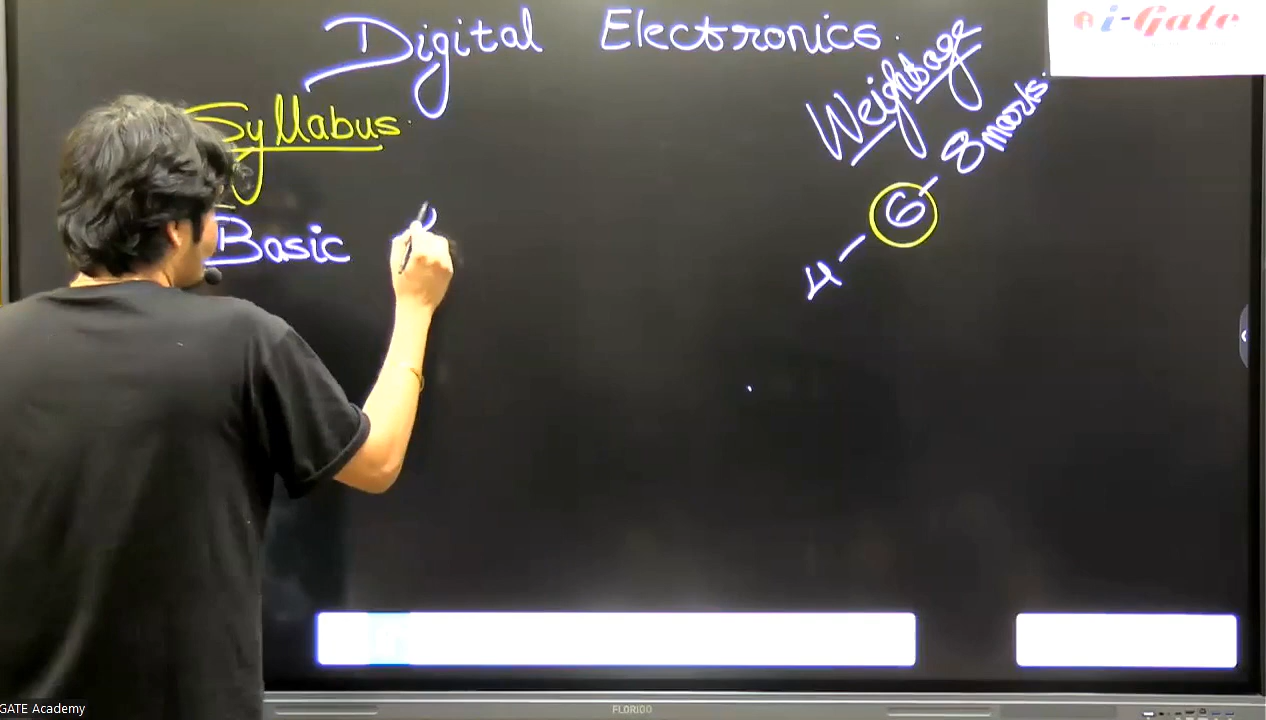 Digital Electronics.
i-Gate
Weightage
Syllabus.
8 marks.
6
4
Basic
GATE Academy
FLORIDO